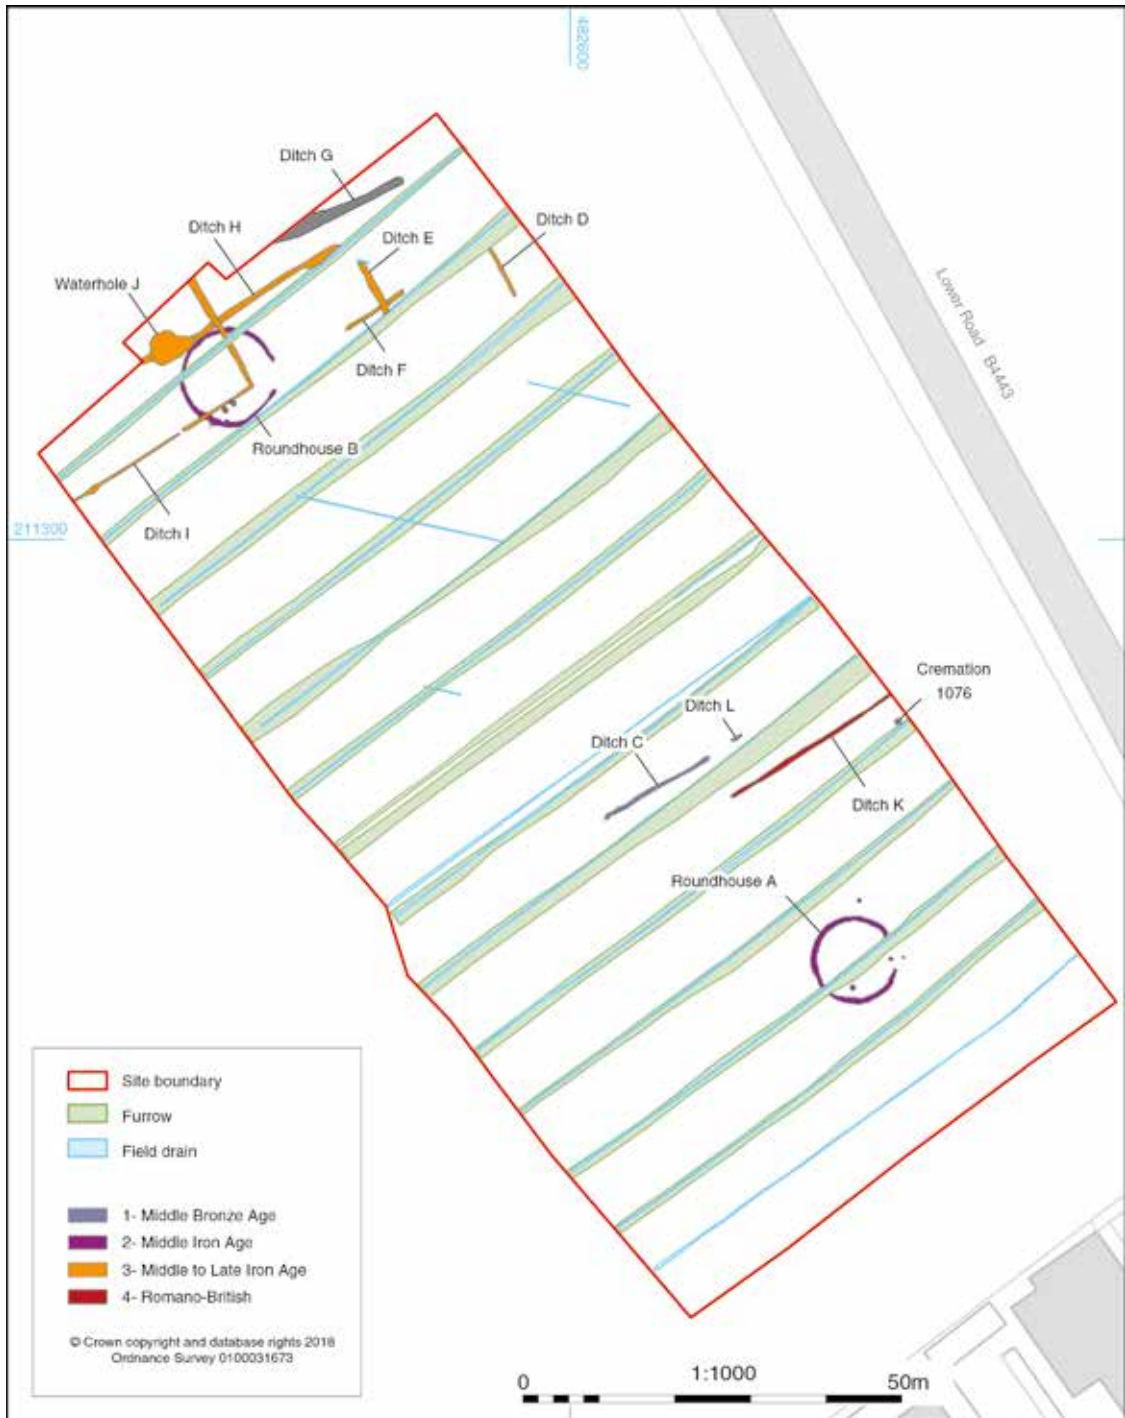 482600
Ditch G
Ditch H
Ditch E
Ditch D
Waterhole J
Lower Road B4443
Ditch F
Roundhouse B
Ditch I
211300
Cremation
1076
Ditch L
Ditch C
Ditch K
Roundhouse A
Site boundary
Furrow
Field drain
1- Middle Bronze Age
2- Middle Iron Age
3- Middle to Late Iron Age
4- Romano-British
© Crown copyright and database rights 2018
Ordnance Survey 0100031673
1:1000
0
50m